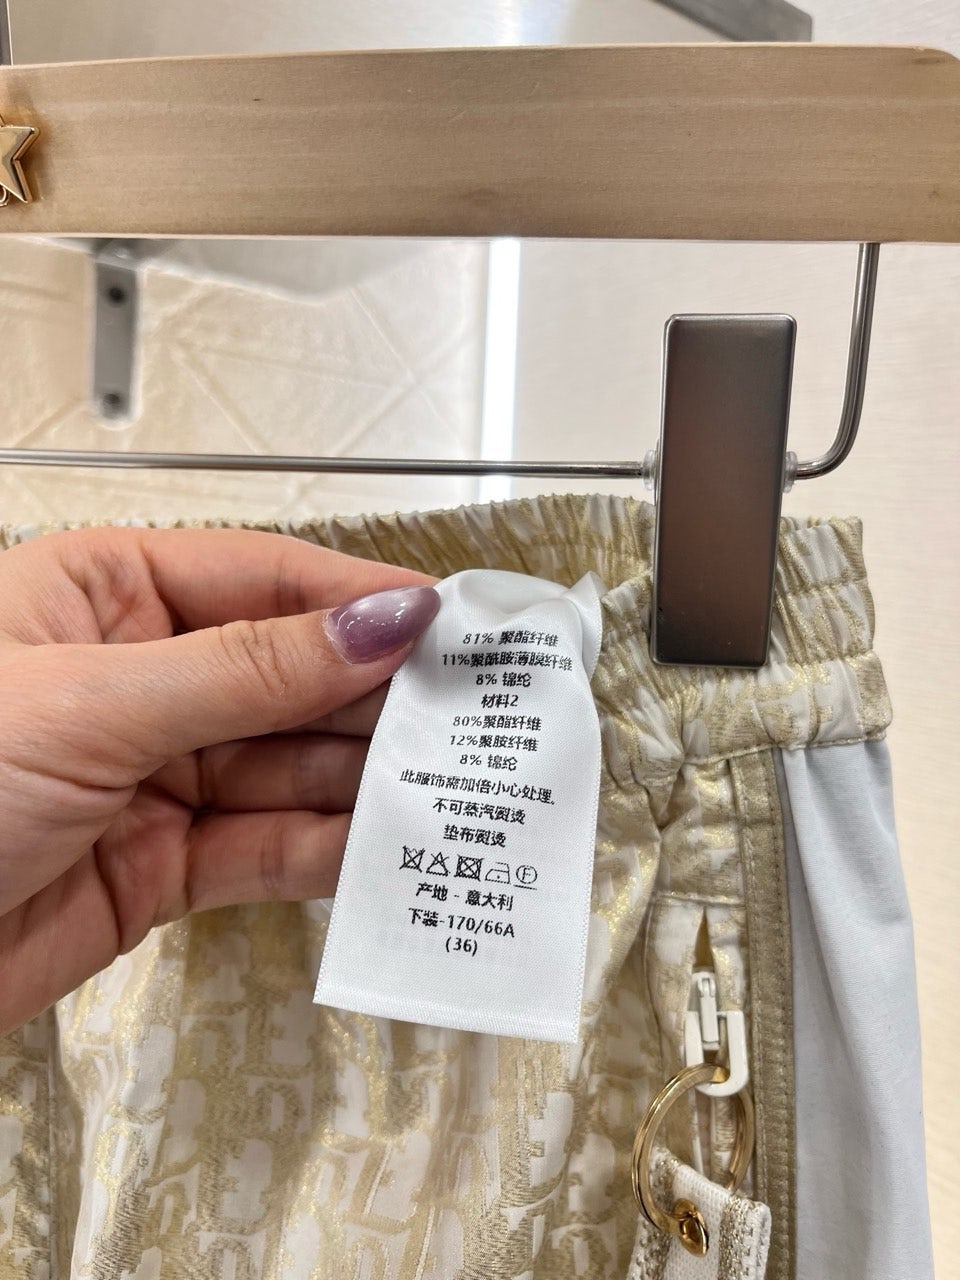 81% 聚酯纤维
11%聚酰胺薄膜纤维
8% 锦纶
材料2
80%聚酯纤维
12%聚胺纤维
8% 锦纶
此服饰需加倍小心处理。
不可蒸汽熨烫
垫布熨烫
F
产地 - 意大利
下装-170/66A
(36)